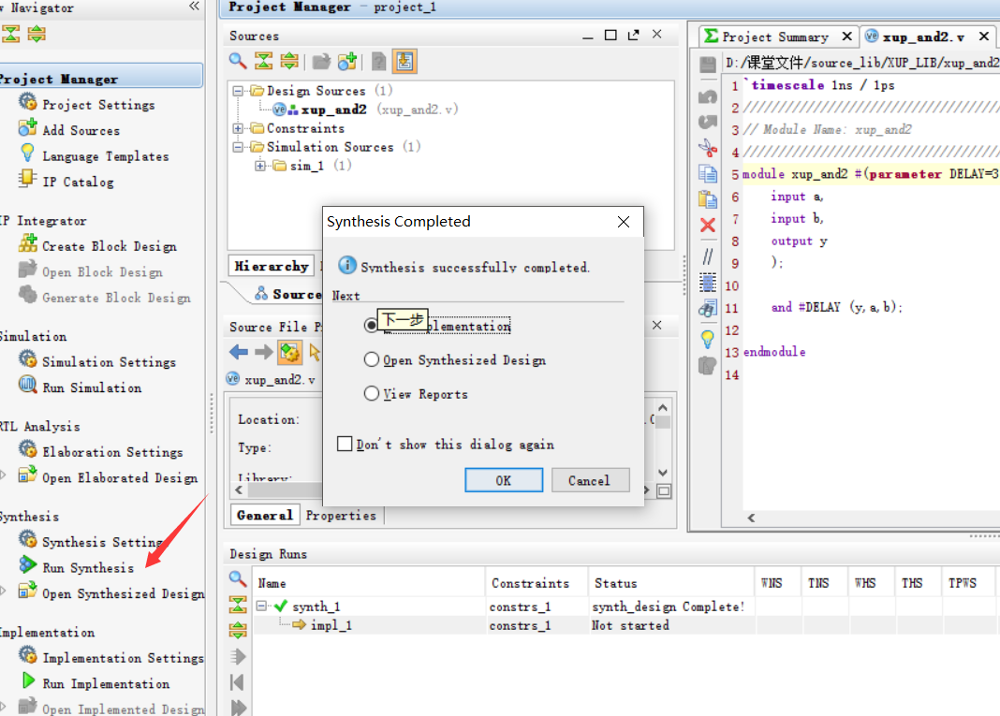 w Navigator
Project Manager
Project Settings
Add Sources
Language Templates
IP Catalog
IP Integrator
Create Block Design
Open Block Design
Generate Block Design
Simulation
Simulation Settings
Run Simulation
RTL Analysis
Elaboration Settings
Open Elaborated Design
Synthesis
Synthesis Setting
Run Synthesis
Open Synthesized Design
Implementation
Implementation Settings
Run Implementation
Open Implemented Design
Project Manager - project_1
Sources
Design Sources (1)
xup_and2 (xup_and2.v)
Constraints
Simulation Sources (1)
sim_1 (1)
Hierarchy
Source
Source File P
xup_and2.v
Location:
Type:
Library:
General Properties
Synthesis Completed
Synthesis successfully completed.
Next
下一步
plementation
Open Synthesized Design
View Reports
Don't show this dialog again
OK Cancel
Project Summary
xup_and2.v
D:/课堂文件/source_lib/XUP_LIB/xup_and2
1 `timescale 1ns / 1ps
2 //////////////////////////////////
3 // Module Name: xup_and2
4 //////////////////////////////////
5 module xup_and2 #(parameter DELAY=3
6 input a,
7 input b,
8 output y
9 );
10
11 and #DELAY (y,a,b);
12
13 endmodule
14
Design Runs
Name Constraints Status WNS TNS WHS THS TPWS
synth_1 constrs_1 synth_design Complete!
impl_1 constrs_1 Not started